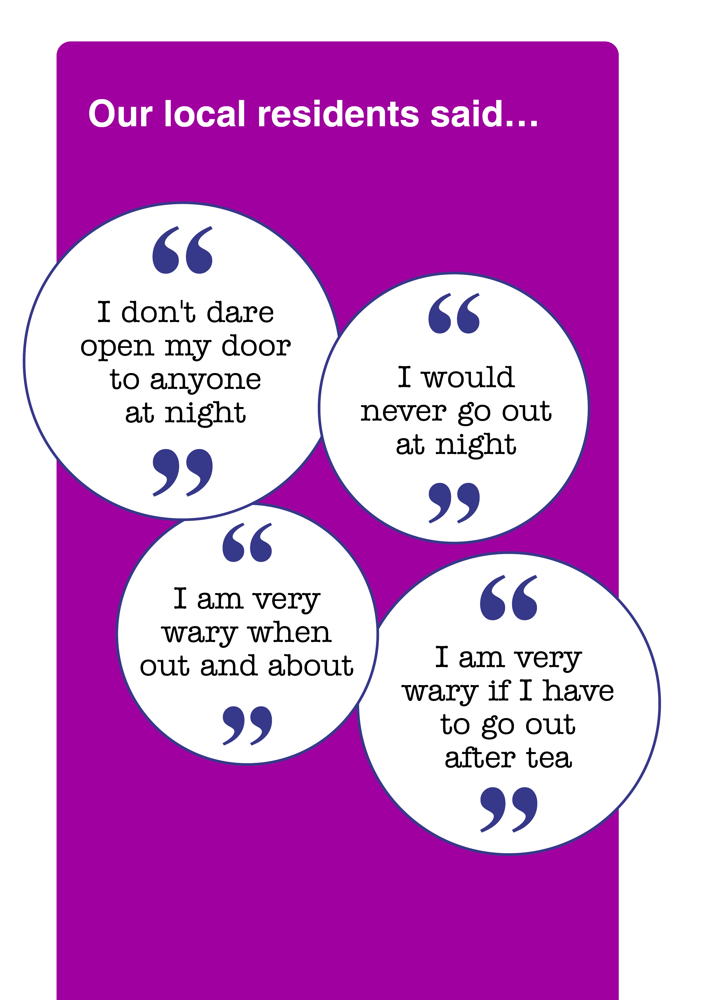 Our local residents said…
“
I don't dare
open my door
to anyone
at night
”
“
I would
never go out
at night
”
“
I am very
wary when
out and about
”
“
I am very
wary if I have
to go out
after tea
”